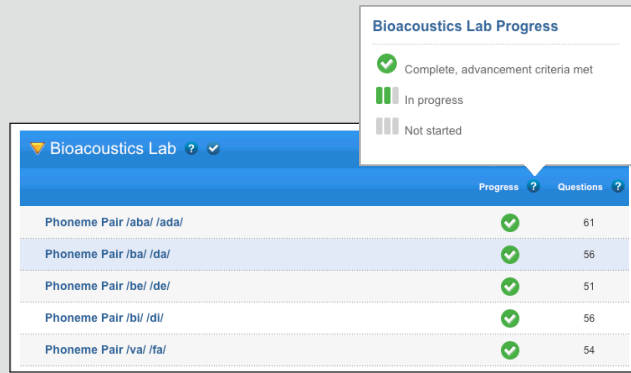 Bioacoustics Lab Progress
Complete, advancement criteria met
In progress
Not started
Bioacoustics Lab ?
Progress ? Questions ?
Phoneme Pair /aba/ /ada/ 61
Phoneme Pair /ba/ /da/ 56
Phoneme Pair /be/ /de/ 51
Phoneme Pair /bi/ /di/ 56
Phoneme Pair /va/ /fa/ 54